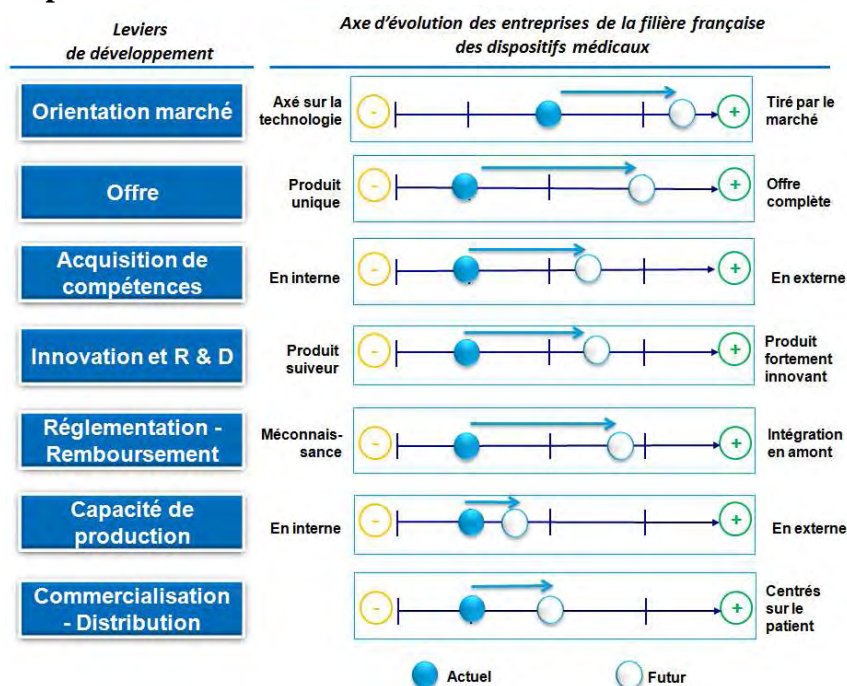 Leviers
de développement
Axe d'évolution des entreprises de la filière française
des dispositifs médicaux
Orientation marché
Axé sur la
technologie
-
+
Tiré par le
marché
Offre
Produit
unique
-
+
Offre
complète
Acquisition de
compétences
En interne
-
+
En externe
Innovation et R & D
Produit
suiveur
-
+
Produit
fortement
innovant
Réglementation -
Remboursement
Méconnais-
sance
-
+
Intégration
en amont
Capacité de
production
En interne
-
+
En externe
Commercialisation
- Distribution
-
+
Centrés
sur le
patient
Actuel
Futur